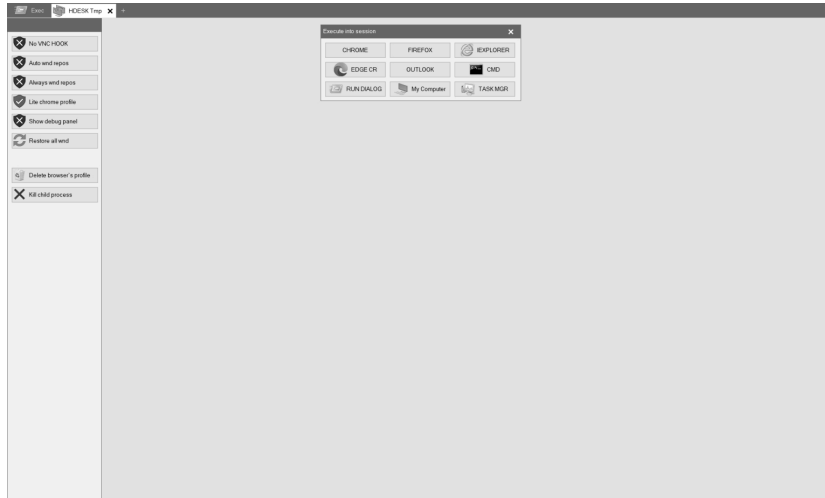 Exec HDESK Tmp
No VNC HOOK
Auto wnd repos
Always wnd repos
Lite chrome profile
Show debug panel
Restore all wnd
Delete browser's profile
Kill child process
Execute into session
CHROME FIREFOX IEXPLORER
EDGE CR OUTLOOK CMD
RUN DIALOG My Computer TASK MGR